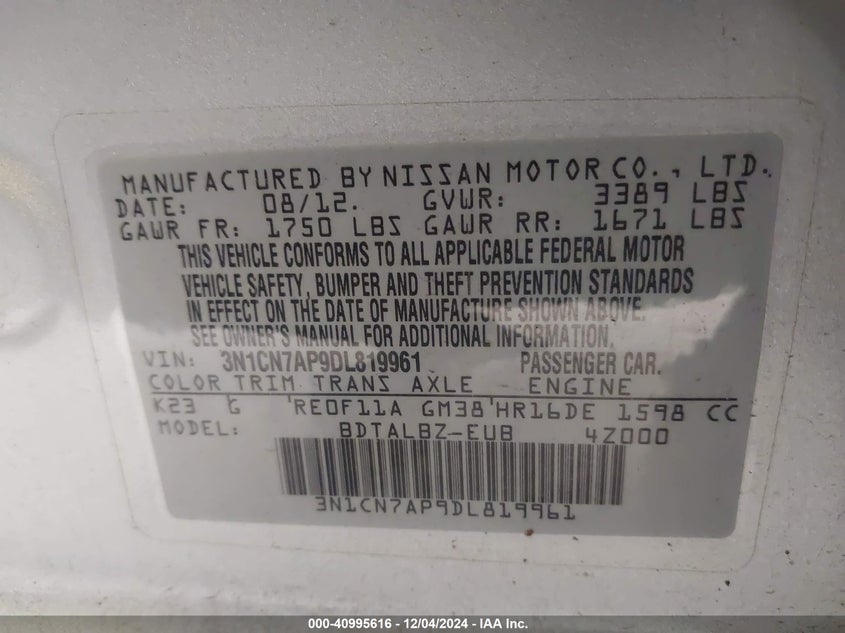 MANUFACTURED BY NISSAN MOTOR CO., LTD.
DATE: 08/12. GVWR: 3389 LBS
GAWR FR: 1750 LBS GAWR RR: 1671 LBS
THIS VEHICLE CONFORMS TO ALL APPLICABLE FEDERAL MOTOR
VEHICLE SAFETY, BUMPER AND THEFT PREVENTION STANDARDS
IN EFFECT ON THE DATE OF MANUFACTURE SHOWN ABOVE.
SEE OWNER'S MANUAL FOR ADDITIONAL INFORMATION.
VIN: 3N1CN7AP9DL819961 PASSENGER CAR.
COLOR TRIM TRANS AXLE ENGINE
K23 G 'RE0F11A GM38'HR16DE 1598 CC
MODEL: BDTALBZ-EUB 4Z000
3N1CN7AP9DL819961
000-40995616 - 12/04/2024 - IAA Inc.